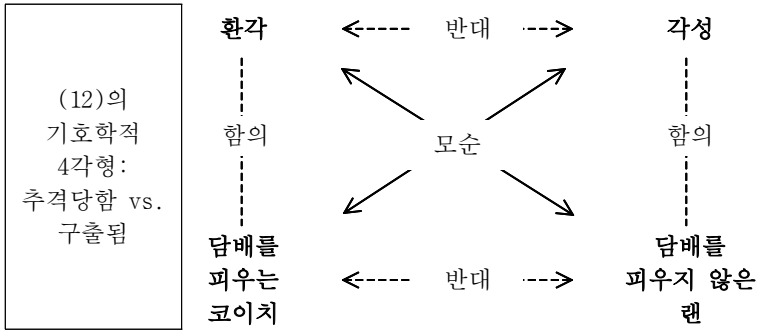 (12)의
기호학적
4각형:
추격당함 vs.
구출됨
환각
반대
각성
함의
모순
함의
담배를
피우는
코이치
반대
담배를
피우지 않은
랜